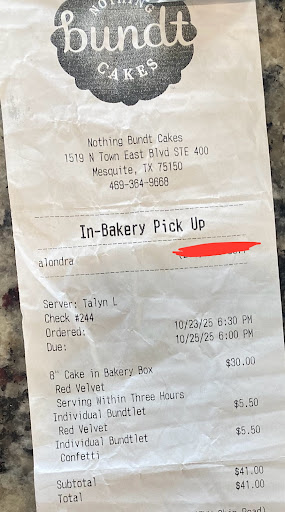 NOTHING
bundt
CAKES
Nothing Bundt Cakes
1519 N Town East Blvd STE 400
Mesquite, TX 75150
469-364-9668
In-Bakery Pick Up
alondra
Server: Talyn L
Check #244
Ordered: 10/23/25 6:30 PM
Due: 10/25/25 6:00 PM
8" Cake in Bakery Box $30.00
Red Velvet
Serving Within Three Hours
Individual Bundtlet $5.50
Red Velvet
Individual Bundtlet $5.50
Confetti
Subtotal $41.00
Total $41.00